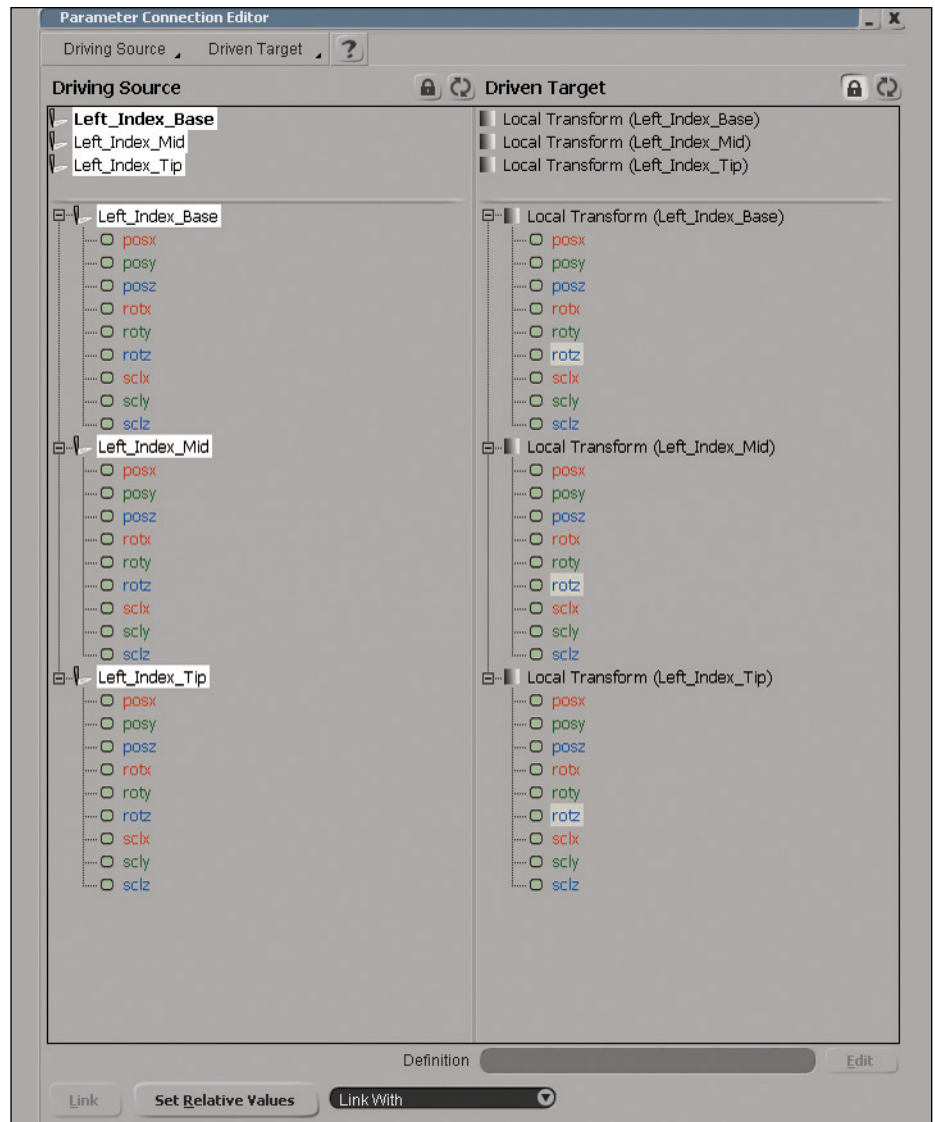 Parameter Connection Editor
Driving Source Driven Target ?
Driving Source
Left_Index_Base
Left_Index_Mid
Left_Index_Tip
Left_Index_Base
posx
posy
posz
rotx
roty
rotz
sclx
scly
sclz
Left_Index_Mid
posx
posy
posz
rotx
roty
rotz
sclx
scly
sclz
Left_Index_Tip
posx
posy
posz
rotx
roty
rotz
sclx
scly
sclz
Driven Target
Local Transform (Left_Index_Base)
Local Transform (Left_Index_Mid)
Local Transform (Left_Index_Tip)
Local Transform (Left_Index_Base)
posx
posy
posz
rotx
roty
rotz
sclx
scly
sclz
Local Transform (Left_Index_Mid)
posx
posy
posz
rotx
roty
rotz
sclx
scly
sclz
Local Transform (Left_Index_Tip)
posx
posy
posz
rotx
roty
rotz
sclx
scly
sclz
Definition Edit
Link Set Relative Values Link With